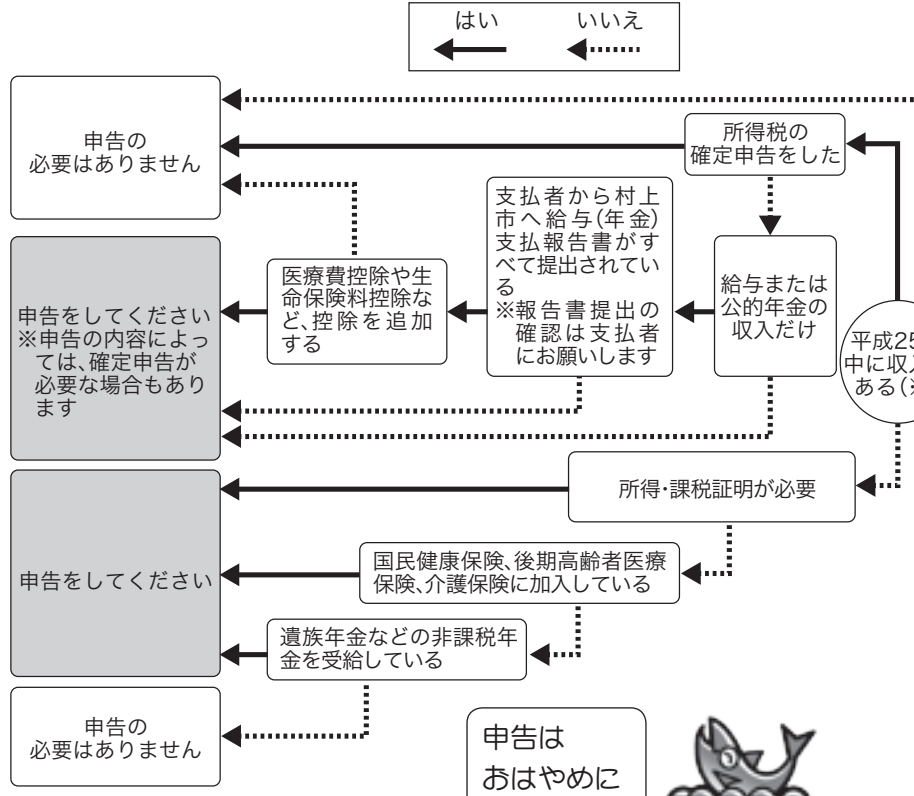 はい
いいえ
申告の
必要はありません
所得税の
確定申告をした
支払者から村上
市へ給与(年金)
支払報告書がす
べて提出されてい
る
※報告書提出の
確認は支払者
にお願いします
給与または
公的年金の
収入だけ
医療費控除や生
命保険料控除な
ど、控除を追加
する
申告をしてください
※申告の内容によっ
ては、確定申告が
必要な場合もあり
ます
平成25
中に収入
ある(※
所得・課税証明が必要
国民健康保険、後期高齢者医療
保険、介護保険に加入している
申告をしてください
遺族年金などの非課税年
金を受給している
申告の
必要はありません
申告は
おはやめに